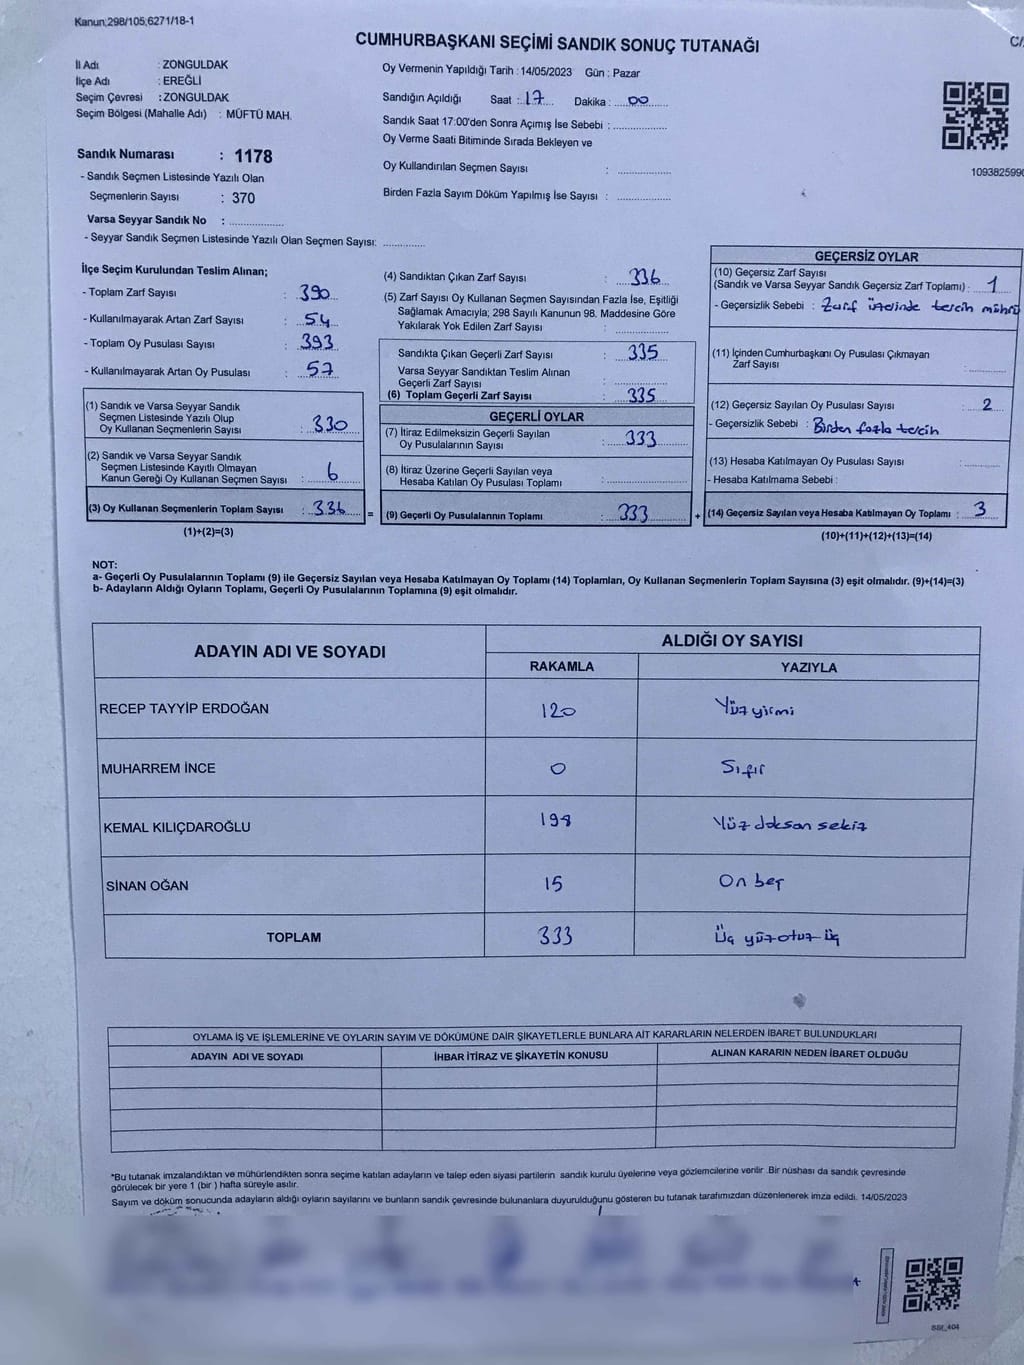 Kanun;298/105,6271/18-1
CUMHURBAŞKANI SEÇİMİ SANDIK SONUÇ TUTANAĞI
C/
İl Adı : ZONGULDAK
İlçe Adı : EREĞLİ
Seçim Çevresi : ZONGULDAK
Seçim Bölgesi (Mahalle Adı) : MÜFTÜ MAH.
Oy Vermenin Yapıldığı Tarih : 14/05/2023 Gün : Pazar
Sandığın Açıldığı Saat : 17 Dakika : 00
Sandık Saat 17:00'den Sonra Açımış İse Sebebi :
Oy Verme Saati Bitiminde Sırada Bekleyen ve
Oy Kullandırılan Seçmen Sayısı :
Birden Fazla Sayım Döküm Yapılmış İse Sayısı :
Sandık Numarası : 1178
- Sandık Seçmen Listesinde Yazılı Olan
Seçmenlerin Sayısı : 370
Varsa Seyyar Sandık No :
- Seyyar Sandık Seçmen Listesinde Yazılı Olan Seçmen Sayısı:
İlçe Seçim Kurulundan Teslim Alınan;
- Toplam Zarf Sayısı : 390
- Kullanılmayarak Artan Zarf Sayısı : 54
- Toplam Oy Pusulası Sayısı : 393
- Kullanılmayarak Artan Oy Pusulası : 57
(1) Sandık ve Varsa Seyyar Sandık
Seçmen Listesinde Yazılı Olup
Oy Kullanan Seçmenlerin Sayısı : 330
(2) Sandık ve Varsa Seyyar Sandık
Seçmen Listesinde Kayıtlı Olmayan
Kanun Gereği Oy Kullanan Seçmen Sayısı : 6
(3) Oy Kullanan Seçmenlerin Toplam Sayısı : 336 =
(1)+(2)=(3)
(4) Sandıktan Çıkan Zarf Sayısı : 336
(5) Zarf Sayısı Oy Kullanan Seçmen Sayısından Fazla İse, Eşitliği
Sağlamak Amacıyla; 298 Sayılı Kanunun 98. Maddesine Göre
Yakılarak Yok Edilen Zarf Sayısı :
Sandıkta Çıkan Geçerli Zarf Sayısı : 335
Varsa Seyyar Sandıktan Teslim Alınan
Geçerli Zarf Sayısı :
(6) Toplam Geçerli Zarf Sayısı : 335
GEÇERLİ OYLAR
(7) İtiraz Edilmeksizin Geçerli Sayılan
Oy Pusulalarının Sayısı : 333
(8) İtiraz Üzerine Geçerli Sayılan veya
Hesaba Katılan Oy Pusulası Toplamı :
(9) Geçerli Oy Pusulalarının Toplamı : 333 +
109382599
GEÇERSİZ OYLAR
(10) Geçersiz Zarf Sayısı
(Sandık ve Varsa Seyyar Sandık Geçersiz Zarf Toplamı) : 1
- Geçersizlik Sebebi : Zarf üzerinde tercih mührü
(11) İçinden Cumhurbaşkanı Oy Pusulası Çıkmayan
Zarf Sayısı :
(12) Geçersiz Sayılan Oy Pusulası Sayısı : 2
- Geçersizlik Sebebi : Birden fazla tercih
(13) Hesaba Katılmayan Oy Pusulası Sayısı :
- Hesaba Katılmama Sebebi :
(14) Geçersiz Sayılan veya Hesaba Katılmayan Oy Toplamı : 3
(10)+(11)+(12)+(13)=(14)
NOT:
a- Geçerli Oy Pusulalarının Toplamı (9) ile Geçersiz Sayılan veya Hesaba Katılmayan Oy Toplamı (14) Toplamları, Oy Kullanan Seçmenlerin Toplam Sayısına (3) eşit olmalıdır. (9)+(14)=(3)
b- Adayların Aldığı Oyların Toplamı, Geçerli Oy Pusulalarının Toplamına (9) eşit olmalıdır.
ADAYIN ADI VE SOYADI
ALDIĞI OY SAYISI
RAKAMLA YAZIYLA
RECEP TAYYİP ERDOĞAN 120 Yüz yirmi
MUHARREM İNCE 0 Sıfır
KEMAL KILIÇDAROĞLU 198 Yüz doksan sekiz
SİNAN OĞAN 15 On beş
TOPLAM 333 Üç yüz otuz üç
OYLAMA İŞ VE İŞLEMLERİNE VE OYLARIN SAYIM VE DÖKÜMÜNE DAİR ŞİKAYETLERLE BUNLARA AİT KARARLARIN NELERDEN İBARET BULUNDUKLARI
ADAYIN ADI VE SOYADI İHBAR İTİRAZ VE ŞİKAYETİN KONUSU ALINAN KARARIN NEDEN İBARET OLDUĞU
*Bu tutanak imzalandıktan ve mühürlendikten sonra seçime katılan adayların ve talep eden siyasi partilerin sandık kurulu üyelerine veya gözlemcilerine verilir .Bir nüshası da sandık çevresinde
görülecek bir yere 1 (bir ) hafta süreyle asılır.
Sayım ve döküm sonucunda adayların aldığı oyların sayılarını ve bunların sandık çevresinde bulunanlara duyurulduğunu gösteren bu tutanak tarafımızdan düzenlenerek imza edildi. 14/05/2023
SSt_404